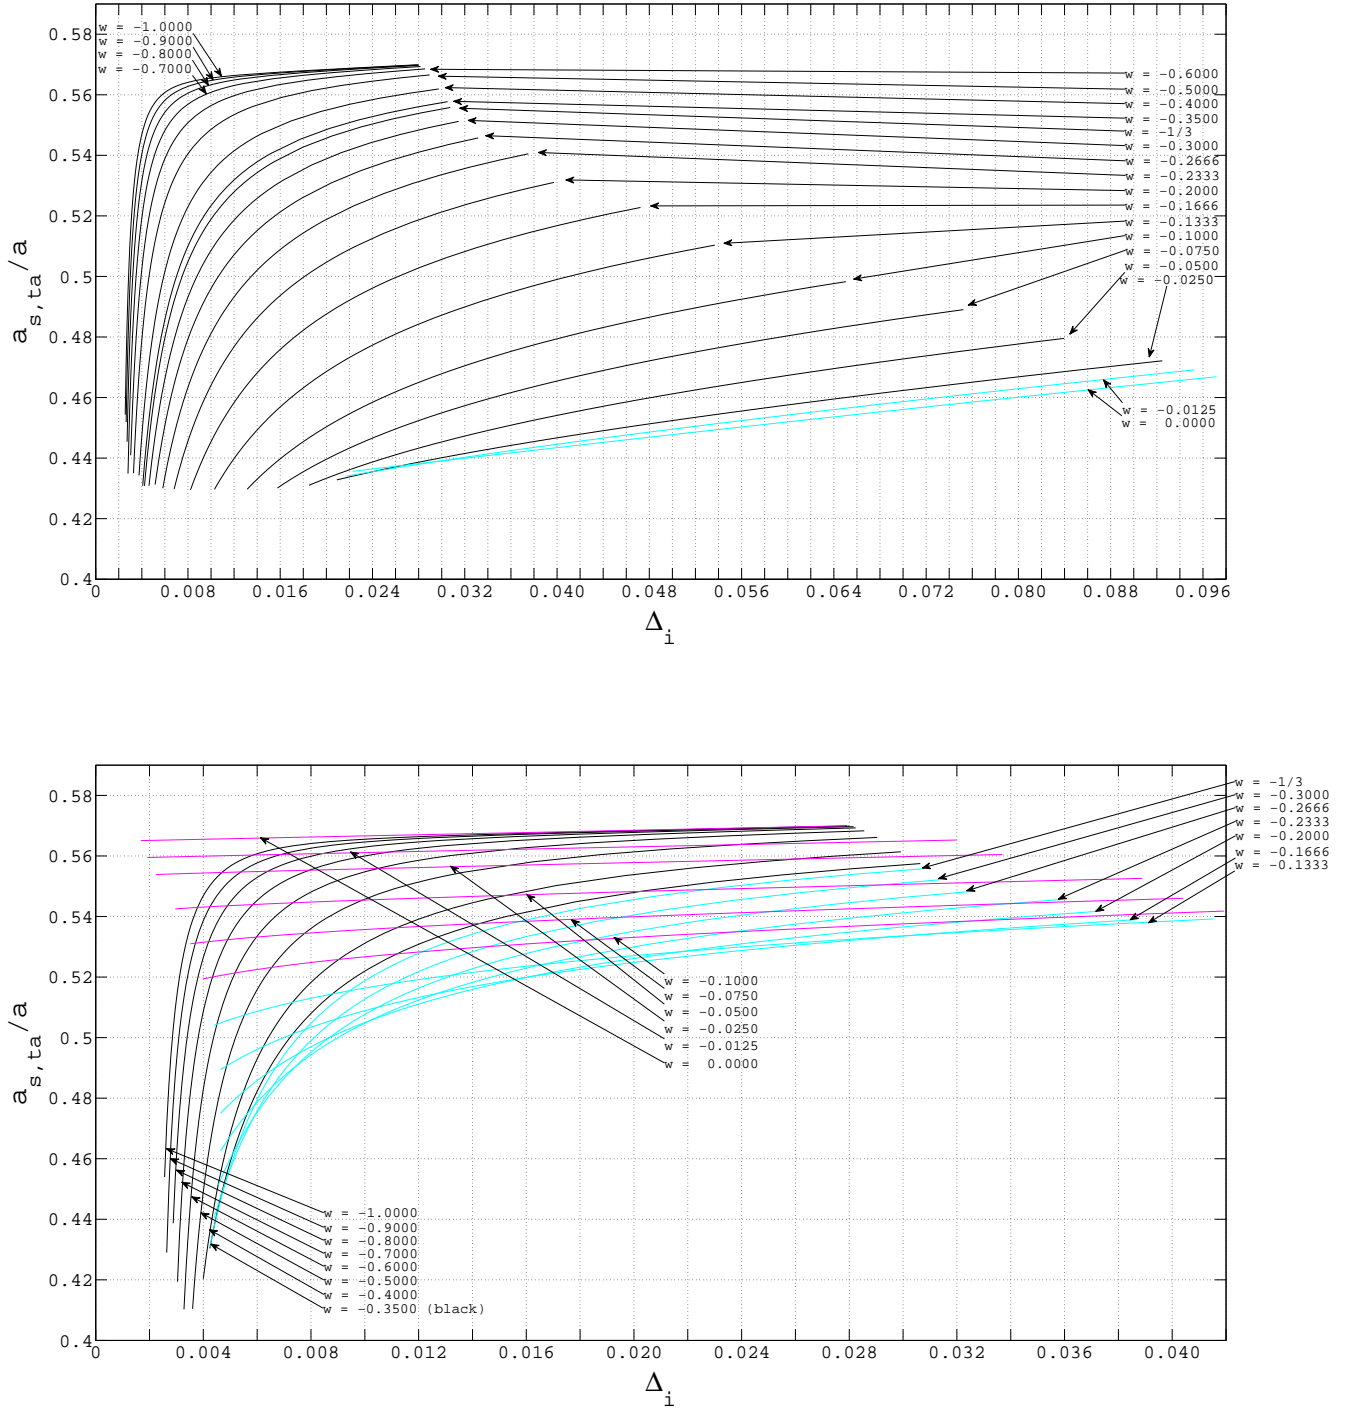 0.58
0.56
0.54
0.52
0.5
0.48
0.46
0.44
0.42
0.4
a_s,ta/a
w = −1.0000
w = −0.9000
w = −0.8000
w = −0.7000
w = −0.6000
w = −0.5000
w = −0.4000
w = −0.3500
w = −1/3
w = −0.3000
w = −0.2666
w = −0.2333
w = −0.2000
w = −0.1666
w = −0.1333
w = −0.1000
w = −0.0750
w = −0.0500
w = −0.0250
w = −0.0125
w = 0.0000
0 0.008 0.016 0.024 0.032 0.040 0.048 0.056 0.064 0.072 0.080 0.088 0.096
Δ_i
0.58
0.56
0.54
0.52
0.5
0.48
0.46
0.44
0.42
0.4
a_s,ta/a
w = −1/3
w = −0.3000
w = −0.2666
w = −0.2333
w = −0.2000
w = −0.1666
w = −0.1333
w = −0.1000
w = −0.0750
w = −0.0500
w = −0.0250
w = −0.0125
w = 0.0000
w = −1.0000
w = −0.9000
w = −0.8000
w = −0.7000
w = −0.6000
w = −0.5000
w = −0.4000
w = −0.3500 (black)
0 0.004 0.008 0.012 0.016 0.020 0.024 0.028 0.032 0.036 0.040
Δ_i